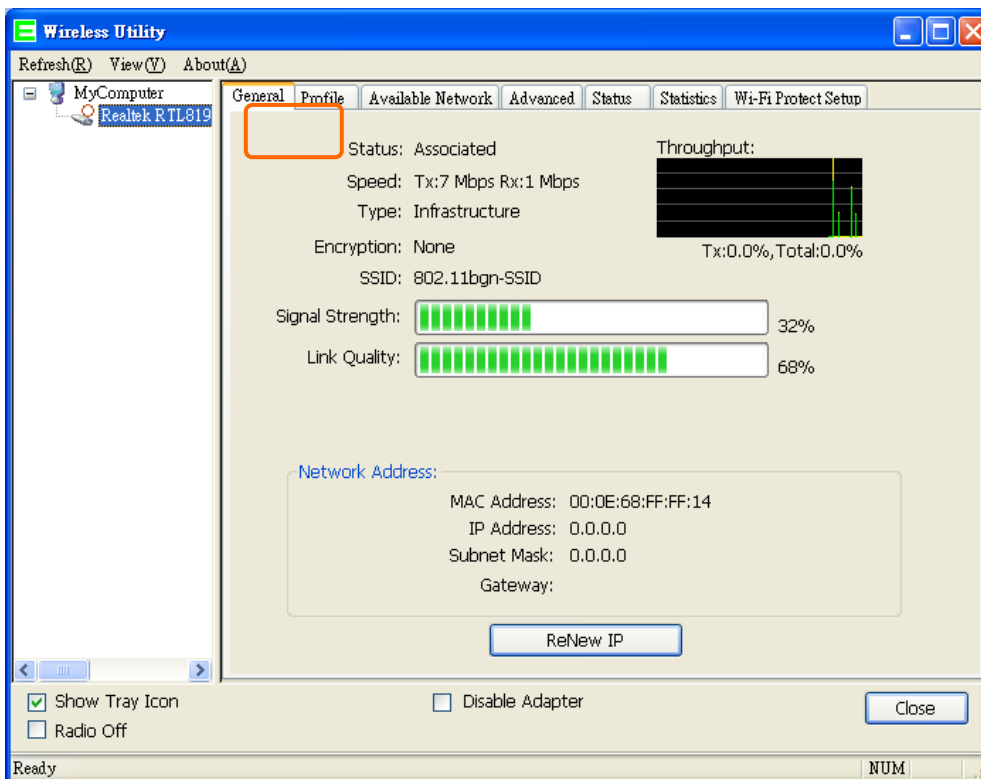 Wireless Utility
Refresh(R) View(V) About(A)
MyComputer
Realtek RTL819
General Profile Available Network Advanced Status Statistics Wi-Fi Protect Setup
Status: Associated
Throughput:
Speed: Tx:7 Mbps Rx:1 Mbps
Type: Infrastructure
Encryption: None
Tx:0.0%,Total:0.0%
SSID: 802.11bgn-SSID
Signal Strength: 32%
Link Quality: 68%
Network Address:
MAC Address: 00:0E:68:FF:FF:14
IP Address: 0.0.0.0
Subnet Mask: 0.0.0.0
Gateway:
ReNew IP
Show Tray Icon
Disable Adapter
Close
Radio Off
Ready
NUM